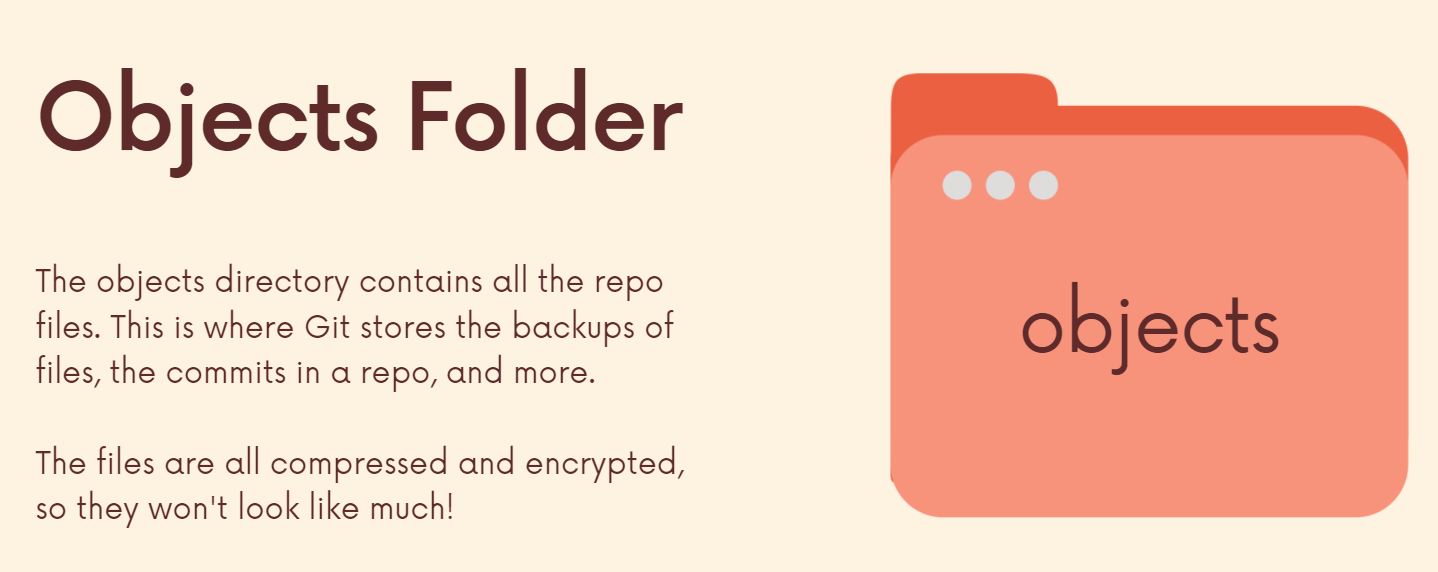 Objects Folder
The objects directory contains all the repo
files. This is where Git stores the backups of
files, the commits in a repo, and more.
The files are all compressed and encrypted,
so they won't look like much!
objects